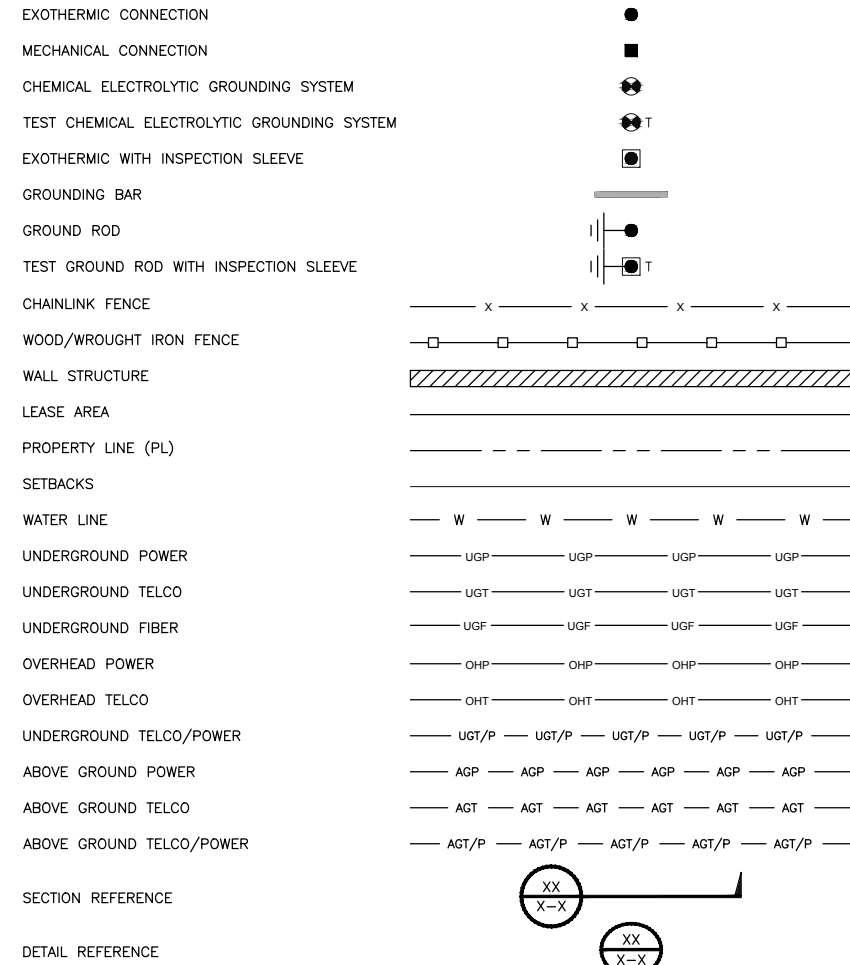 EXOTHERMIC CONNECTION
MECHANICAL CONNECTION
CHEMICAL ELECTROLYTIC GROUNDING SYSTEM
TEST CHEMICAL ELECTROLYTIC GROUNDING SYSTEM T
EXOTHERMIC WITH INSPECTION SLEEVE
GROUNDING BAR
GROUND ROD
TEST GROUND ROD WITH INSPECTION SLEEVE T
CHAINLINK FENCE X X X X
WOOD/WROUGHT IRON FENCE
WALL STRUCTURE
LEASE AREA
PROPERTY LINE (PL)
SETBACKS
WATER LINE W W W W W
UNDERGROUND POWER UGP UGP UGP UGP
UNDERGROUND TELCO UGT UGT UGT UGT
UNDERGROUND FIBER UGF UGF UGF UGF
OVERHEAD POWER OHP OHP OHP OHP
OVERHEAD TELCO OHT OHT OHT OHT
UNDERGROUND TELCO/POWER UGT/P UGT/P UGT/P UGT/P UGT/P
ABOVE GROUND POWER AGP AGP AGP AGP AGP AGP
ABOVE GROUND TELCO AGT AGT AGT AGT AGT AGT
ABOVE GROUND TELCO/POWER AGT/P AGT/P AGT/P AGT/P AGT/P
XX
SECTION REFERENCE
X-X
XX
DETAIL REFERENCE
X-X